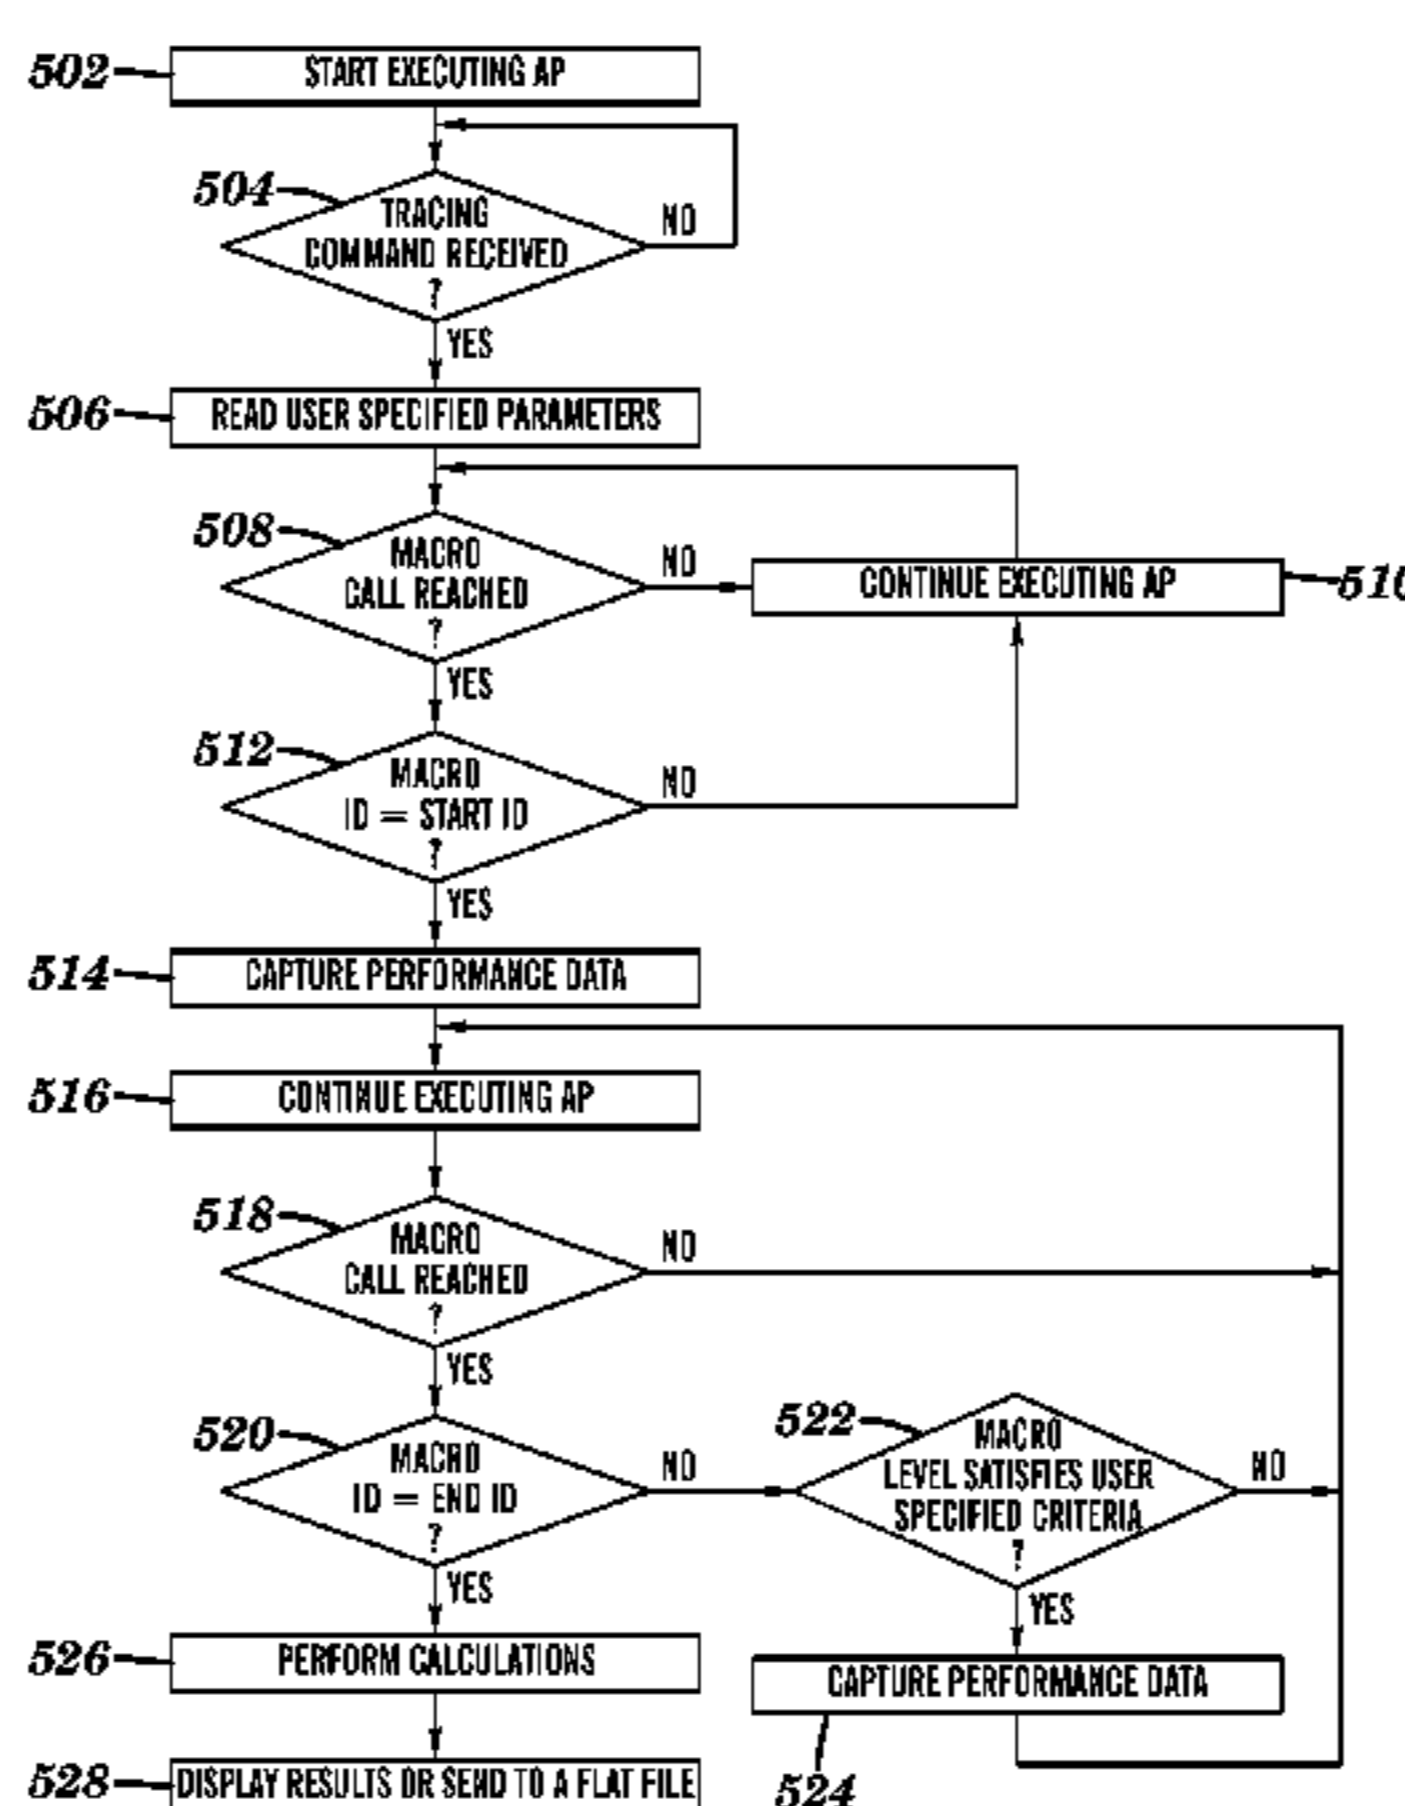 502
START EXECUTING AP
504
TRACING
COMMAND RECEIVED
?
NO
YES
506
READ USER SPECIFIED PARAMETERS
508
MACRO
CALL REACHED
?
NO
CONTINUE EXECUTING AP
YES
512
MACRO
ID = START ID
?
NO
YES
514
CAPTURE PERFORMANCE DATA
516
CONTINUE EXECUTING AP
518
MACRO
CALL REACHED
?
NO
YES
520
MACRO
ID = END ID
?
NO
522
MACRO
LEVEL SATISFIES USER
SPECIFIED CRITERIA
?
NO
YES
YES
526
PERFORM CALCULATIONS
CAPTURE PERFORMANCE DATA
524
528
DISPLAY RESULTS OR SEND TO A FLAT FILE